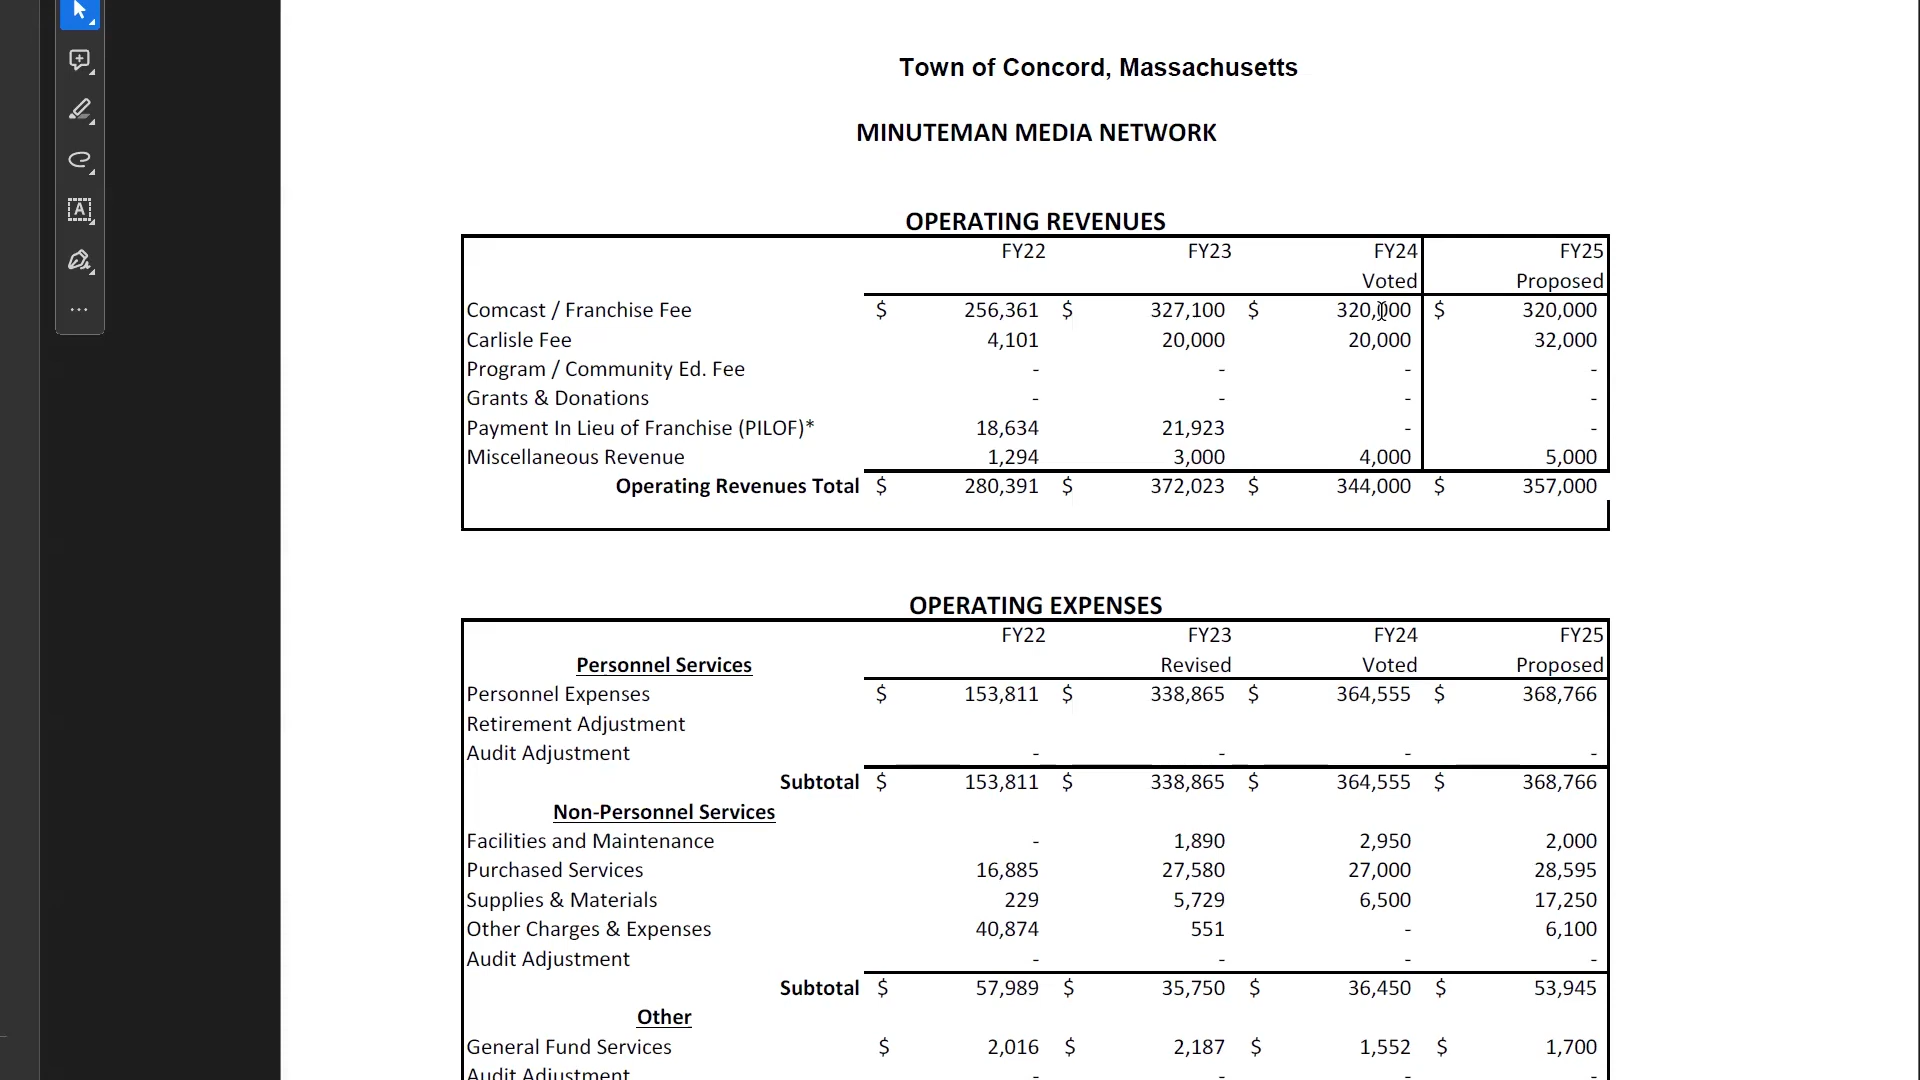 Town of Concord, Massachusetts
MINUTEMAN MEDIA NETWORK
OPERATING REVENUES
FY22 FY23 FY24 FY25
Voted Proposed
Comcast / Franchise Fee $ 256,361 $ 327,100 $ 320,000 $ 320,000
Carlisle Fee 4,101 20,000 20,000 32,000
Program / Community Ed. Fee - - - -
Grants & Donations - - - -
Payment In Lieu of Franchise (PILOF)* 18,634 21,923 - -
Miscellaneous Revenue 1,294 3,000 4,000 5,000
Operating Revenues Total $ 280,391 $ 372,023 $ 344,000 $ 357,000
OPERATING EXPENSES
FY22 FY23 FY24 FY25
Personnel Services Revised Voted Proposed
Personnel Expenses $ 153,811 $ 338,865 $ 364,555 $ 368,766
Retirement Adjustment
Audit Adjustment - - - -
Subtotal $ 153,811 $ 338,865 $ 364,555 $ 368,766
Non-Personnel Services
Facilities and Maintenance - 1,890 2,950 2,000
Purchased Services 16,885 27,580 27,000 28,595
Supplies & Materials 229 5,729 6,500 17,250
Other Charges & Expenses 40,874 551 - 6,100
Audit Adjustment - - - -
Subtotal $ 57,989 $ 35,750 $ 36,450 $ 53,945
Other
General Fund Services $ 2,016 $ 2,187 $ 1,552 $ 1,700
Audit Adjustment - - - -